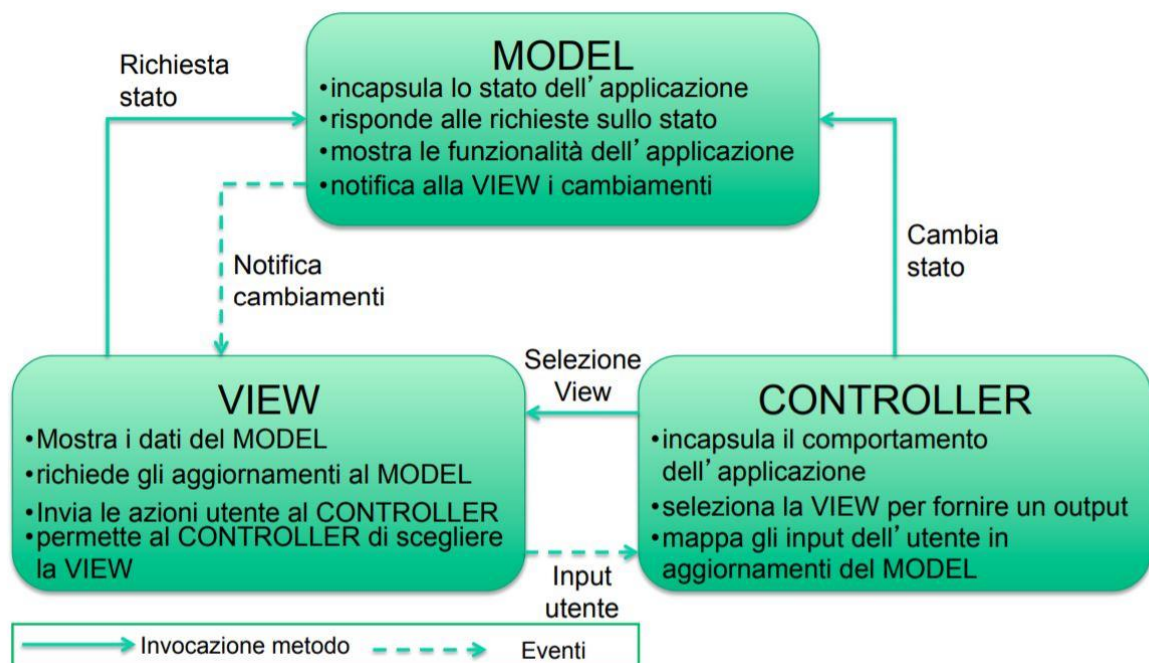 MODEL
•incapsula lo stato dell’applicazione
•risponde alle richieste sullo stato
•mostra le funzionalità dell’applicazione
•notifica alla VIEW i cambiamenti
Richiesta
stato
Notifica
cambiamenti
Cambia
stato
VIEW
•Mostra i dati del MODEL
•richiede gli aggiornamenti al MODEL
•Invia le azioni utente al CONTROLLER
•permette al CONTROLLER di scegliere
la VIEW
Selezione
View
Input
utente
CONTROLLER
•incapsula il comportamento
dell’applicazione
•seleziona la VIEW per fornire un output
•mappa gli input dell’utente in
aggiornamenti del MODEL
Invocazione metodo
Eventi